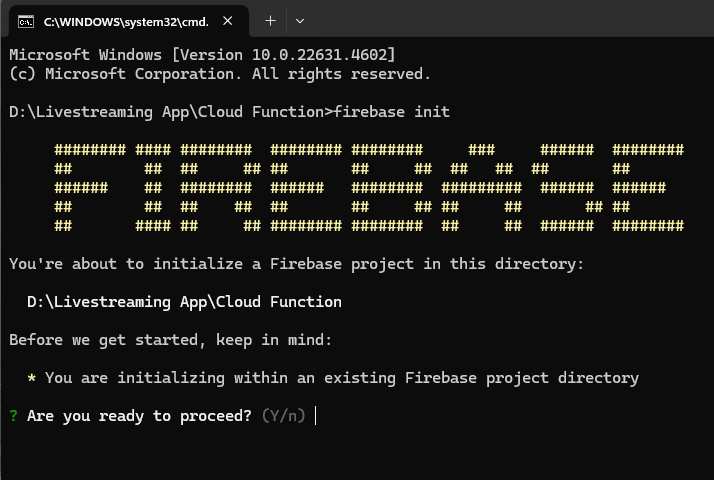 C:\WINDOWS\system32\cmd.
Microsoft Windows [Version 10.0.22631.4602]
(c) Microsoft Corporation. All rights reserved.
D:\Livestreaming App\Cloud Function>firebase init
     ######## #### ########  ######## ########     ###     ######  ########
     ##        ##  ##     ## ##       ##     ##  ##   ##  ##       ##
     ######    ##  ########  ######   ########  #########  ######  ######
     ##        ##  ##    ##  ##       ##     ## ##     ##       ## ##
     ##       #### ##     ## ######## ########  ##     ##  ######  ########
You're about to initialize a Firebase project in this directory:
D:\Livestreaming App\Cloud Function
Before we get started, keep in mind:
* You are initializing within an existing Firebase project directory
? Are you ready to proceed? (Y/n)